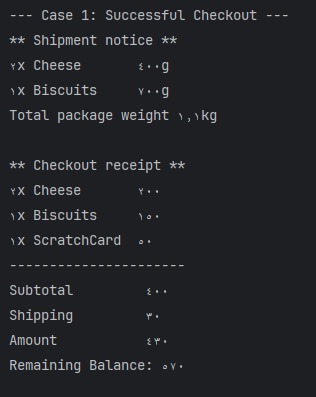 --- Case 1: Successful Checkout ---
** Shipment notice **
٢x Cheese        ٤٠٠g
١x Biscuits      ٧٠٠g
Total package weight ١,١kg

** Checkout receipt **
٢x Cheese        ٢٠٠
١x Biscuits      ١٥٠
١x ScratchCard   ٥٠
----------------------
Subtotal         ٤٠٠
Shipping         ٣٠
Amount           ٤٣٠
Remaining Balance: ٥٧٠